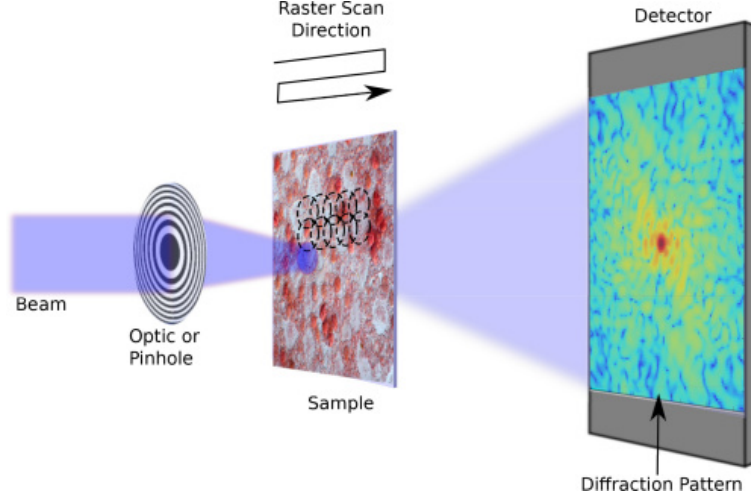 Raster Scan
Direction
Detector
Beam
Optic or
Pinhole
Sample
Diffraction Pattern